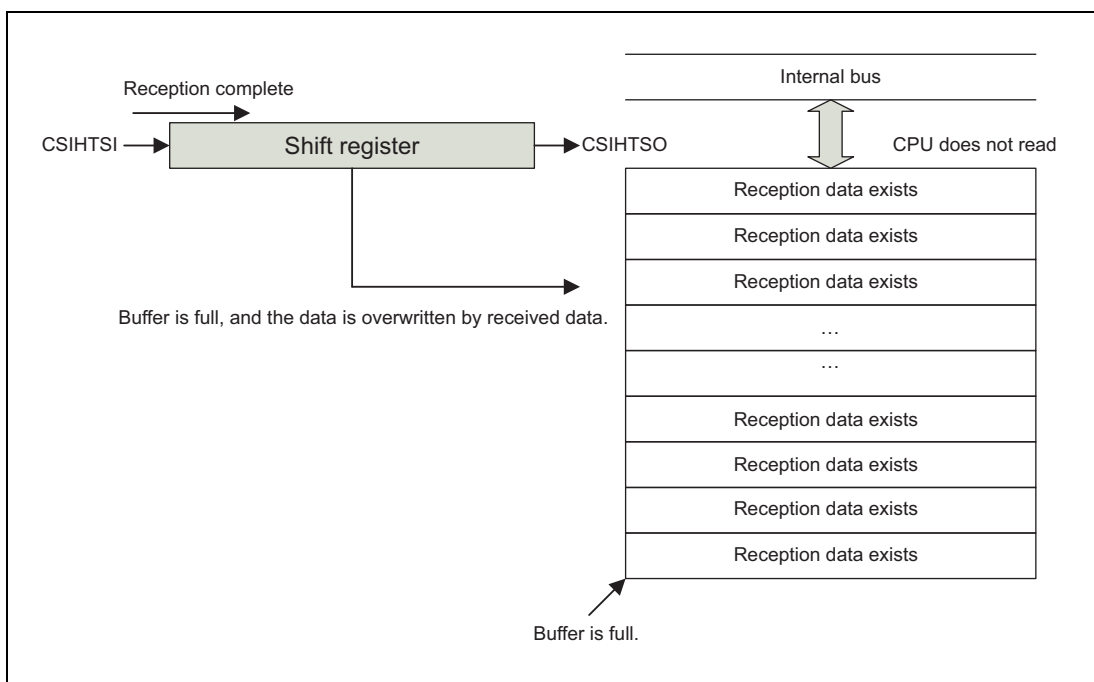 Internal bus
Reception complete
CSIHTSI
Shift register
CSIHTSO
CPU does not read
Reception data exists
Reception data exists
Reception data exists
Buffer is full, and the data is overwritten by received data.
...
...
Reception data exists
Reception data exists
Reception data exists
Reception data exists
Buffer is full.